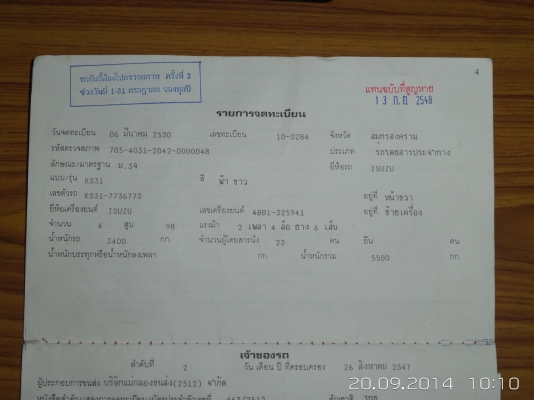 4
รถคันนี้ต้องไปตรวจสภาพ ครั้งที่ 2
ช่วงวันที่ 1-31 กรกฎาคม ของทุกปี
แทนฉบับที่สูญหาย
13 ก.ย. 2548
รายการจดทะเบียน
วันจดทะเบียน 06 มีนาคม 2530 เลขทะเบียน 10-0284 จังหวัด สมุทรสงคราม
รหัสตรวจสภาพ 705-4031-2042-0000048 ประเภท รถโดยสารประจำทาง
ลักษณะ/มาตรฐาน ม.3จ ยี่ห้อรถ ISUZU
แบบ/รุ่น KS31 สี ฟ้า ขาว
เลขตัวรถ KS31-7736773 อยู่ที่ หน้าขวา
ยี่ห้อเครื่องยนต์ ISUZU เลขเครื่องยนต์ 4BB1-325941 อยู่ที่ ซ้ายเครื่อง
จำนวน 4 สูบ 98 แรงม้า 2 เพลา 4 ล้อ ยาง 6 เส้น
น้ำหนักรถ 3400 กก. จำนวนผู้โดยสารนั่ง 23 คน ยืน คน
น้ำหนักบรรทุกหรือน้ำหนักลงเพลา กก. น้ำหนักรวม 5500 กก.
เจ้าของรถ
ลำดับที่ 2 วัน เดือน ปี ที่ครอบครอง 26 สิงหาคม 2547
ผู้ประกอบการขนส่ง บริษัทแม่กลองขนส่ง(2512) จำกัด
20.09.2014 10:10